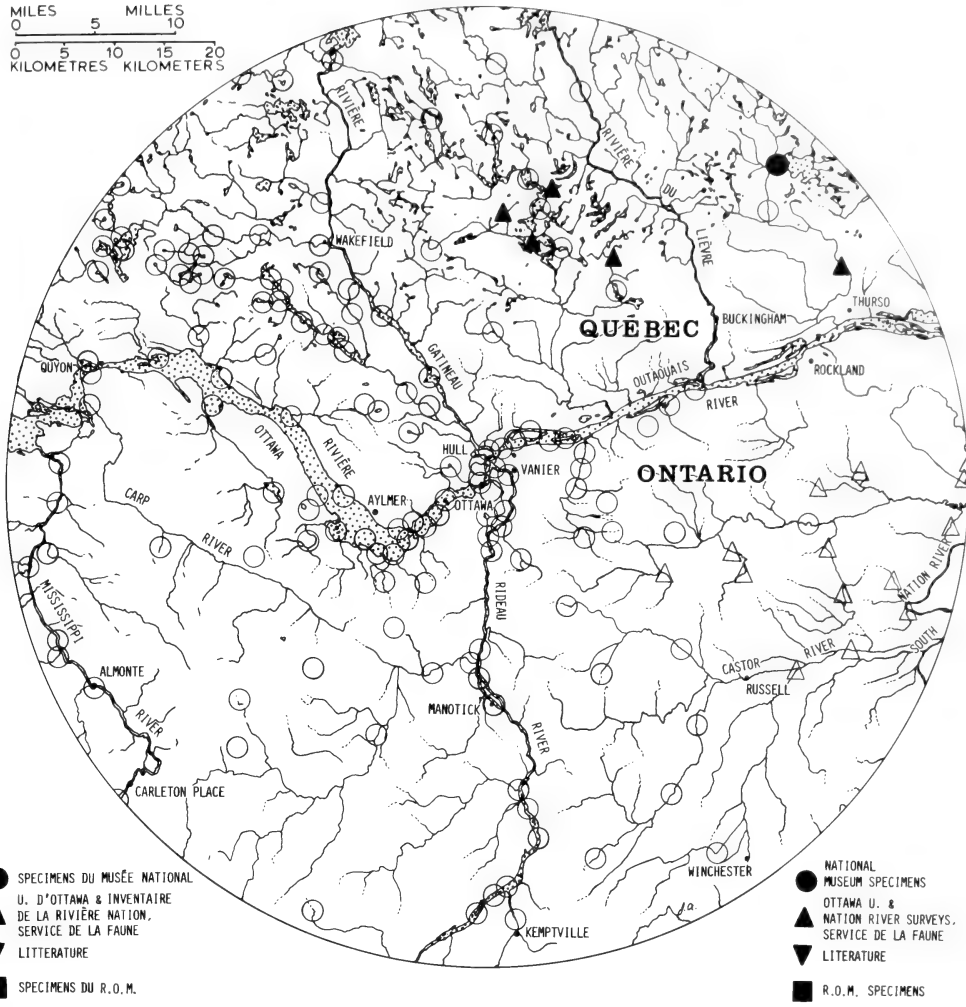 MILES MILLES
0 5 10
0 5 10 15 20
KILOMETRES KILOMETERS
RIVIÈRE
RIVIÈRE
DU
LIÈVRE
WAKEFIELD
THURSO
BUCKINGHAM
QUÉBEC
GATINEAU
QUYON
OUTAOUAIS
ROCKLAND
RIVER
OTTAWA
RIVIÈRE
HULL
VANIER
ONTARIO
CARP
RIVER
AYLMER
OTTAWA
NATION RIVER
MISSISSIPPI
RIDEAU
SOUTH
CASTOR
RIVER
RUSSELL
ALMONTE
MANOTICK
RIVER
RIVER
CARLETON PLACE
WINCHESTER
j.a.
KEMPTVILLE
SPECIMENS DU MUSÉE NATIONAL
U. D'OTTAWA & INVENTAIRE
DE LA RIVIÈRE NATION,
SERVICE DE LA FAUNE
LITTERATURE
SPECIMENS DU R.O.M.
NATIONAL
MUSEUM SPECIMENS
OTTAWA U. &
NATION RIVER SURVEYS,
SERVICE DE LA FAUNE
LITERATURE
R.O.M. SPECIMENS